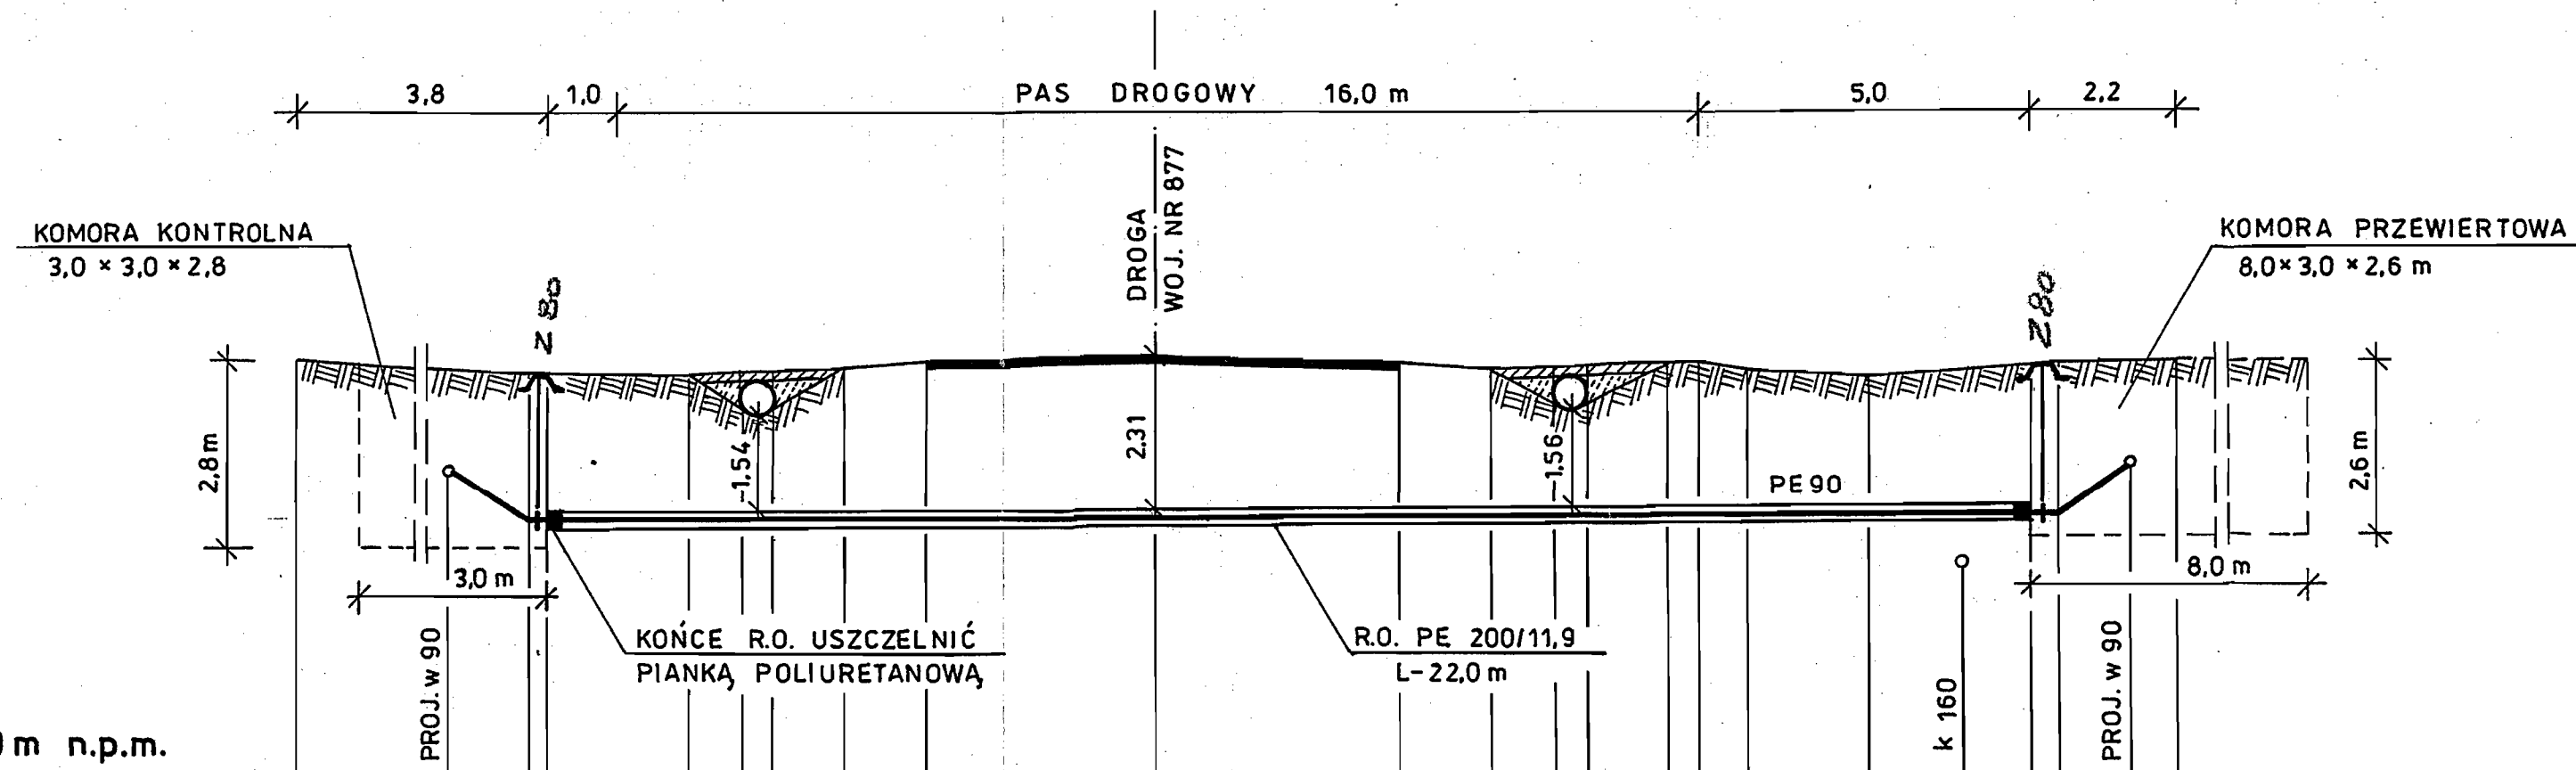 3,8
1,0
PAS DROGOWY 16,0 m
5,0
2,2
DROGA
WOJ. NR 877
KOMORA KONTROLNA
3,0 × 3,0 × 2,8
KOMORA PRZEWIERTOWA
8,0 × 3,0 × 2,6 m
Z 80
Z 80
2,8 m
1.54
2.31
1.56
PE 90
2,6 m
3,0 m
8,0 m
KOŃCE R.O. USZCZELNIĆ
PIANKĄ POLIURETANOWĄ
R.O. PE 200/11,9
L-22,0 m
PROJ. w 90
k 160
PROJ. w 90
m n.p.m.